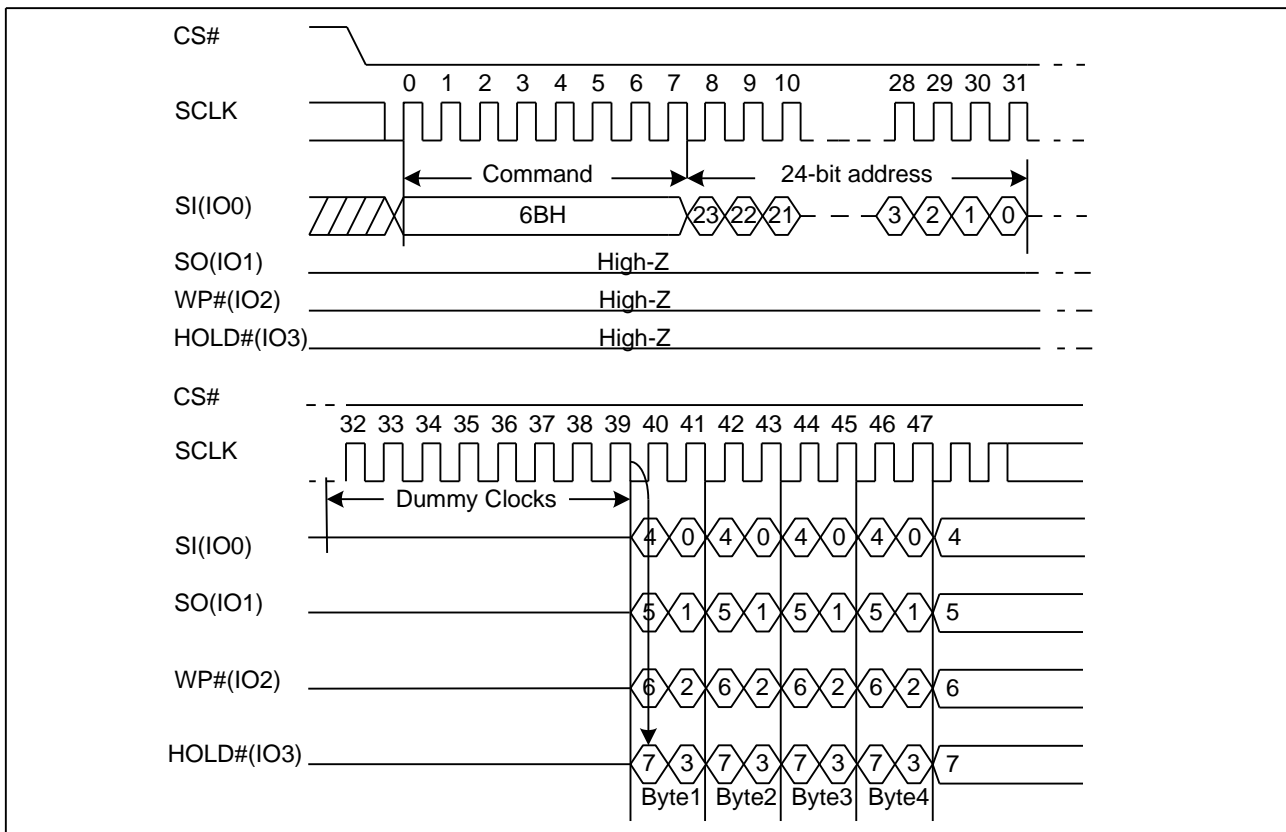 CS#
0 1 2 3 4 5 6 7 8 9 10 28 29 30 31
SCLK
Command 24-bit address
SI(IO0) 6BH 23 22 21 3 2 1 0
SO(IO1) High-Z
WP#(IO2) High-Z
HOLD#(IO3) High-Z
CS#
32 33 34 35 36 37 38 39 40 41 42 43 44 45 46 47
SCLK
Dummy Clocks
SI(IO0) 4 0 4 0 4 0 4 0 4
SO(IO1) 5 1 5 1 5 1 5 1 5
WP#(IO2) 6 2 6 2 6 2 6 2 6
HOLD#(IO3) 7 3 7 3 7 3 7 3 7
Byte1 Byte2 Byte3 Byte4